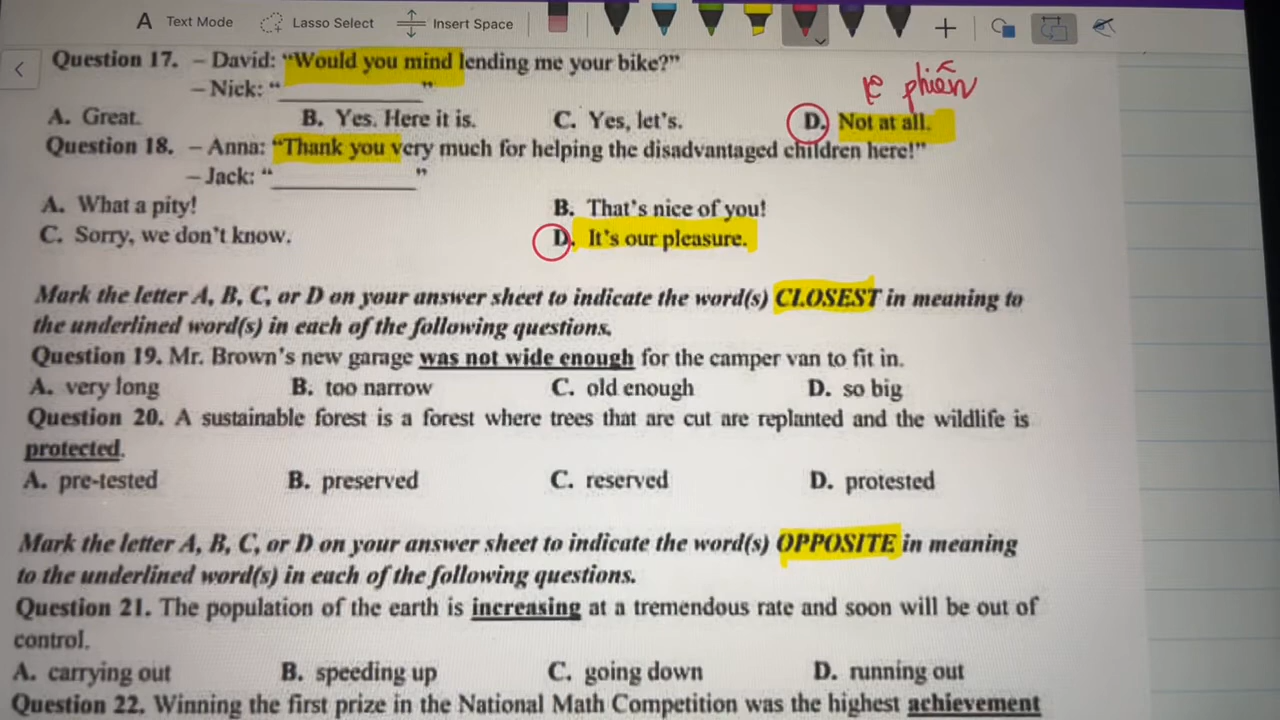 A Text Mode Lasso Select Insert Space
Question 17. – David: “Would you mind lending me your bike?”
– Nick: “_______________”
phiền
A. Great. B. Yes. Here it is. C. Yes, let’s. D. Not at all.
Question 18. – Anna: “Thank you very much for helping the disadvantaged children here!”
– Jack: “_______________”
A. What a pity! B. That’s nice of you!
C. Sorry, we don’t know. D. It’s our pleasure.
Mark the letter A, B, C, or D on your answer sheet to indicate the word(s) CLOSEST in meaning to
the underlined word(s) in each of the following questions.
Question 19. Mr. Brown’s new garage was not wide enough for the camper van to fit in.
A. very long B. too narrow C. old enough D. so big
Question 20. A sustainable forest is a forest where trees that are cut are replanted and the wildlife is
protected.
A. pre-tested B. preserved C. reserved D. protested
Mark the letter A, B, C, or D on your answer sheet to indicate the word(s) OPPOSITE in meaning
to the underlined word(s) in each of the following questions.
Question 21. The population of the earth is increasing at a tremendous rate and soon will be out of
control.
A. carrying out B. speeding up C. going down D. running out
Question 22. Winning the first prize in the National Math Competition was the highest achievement